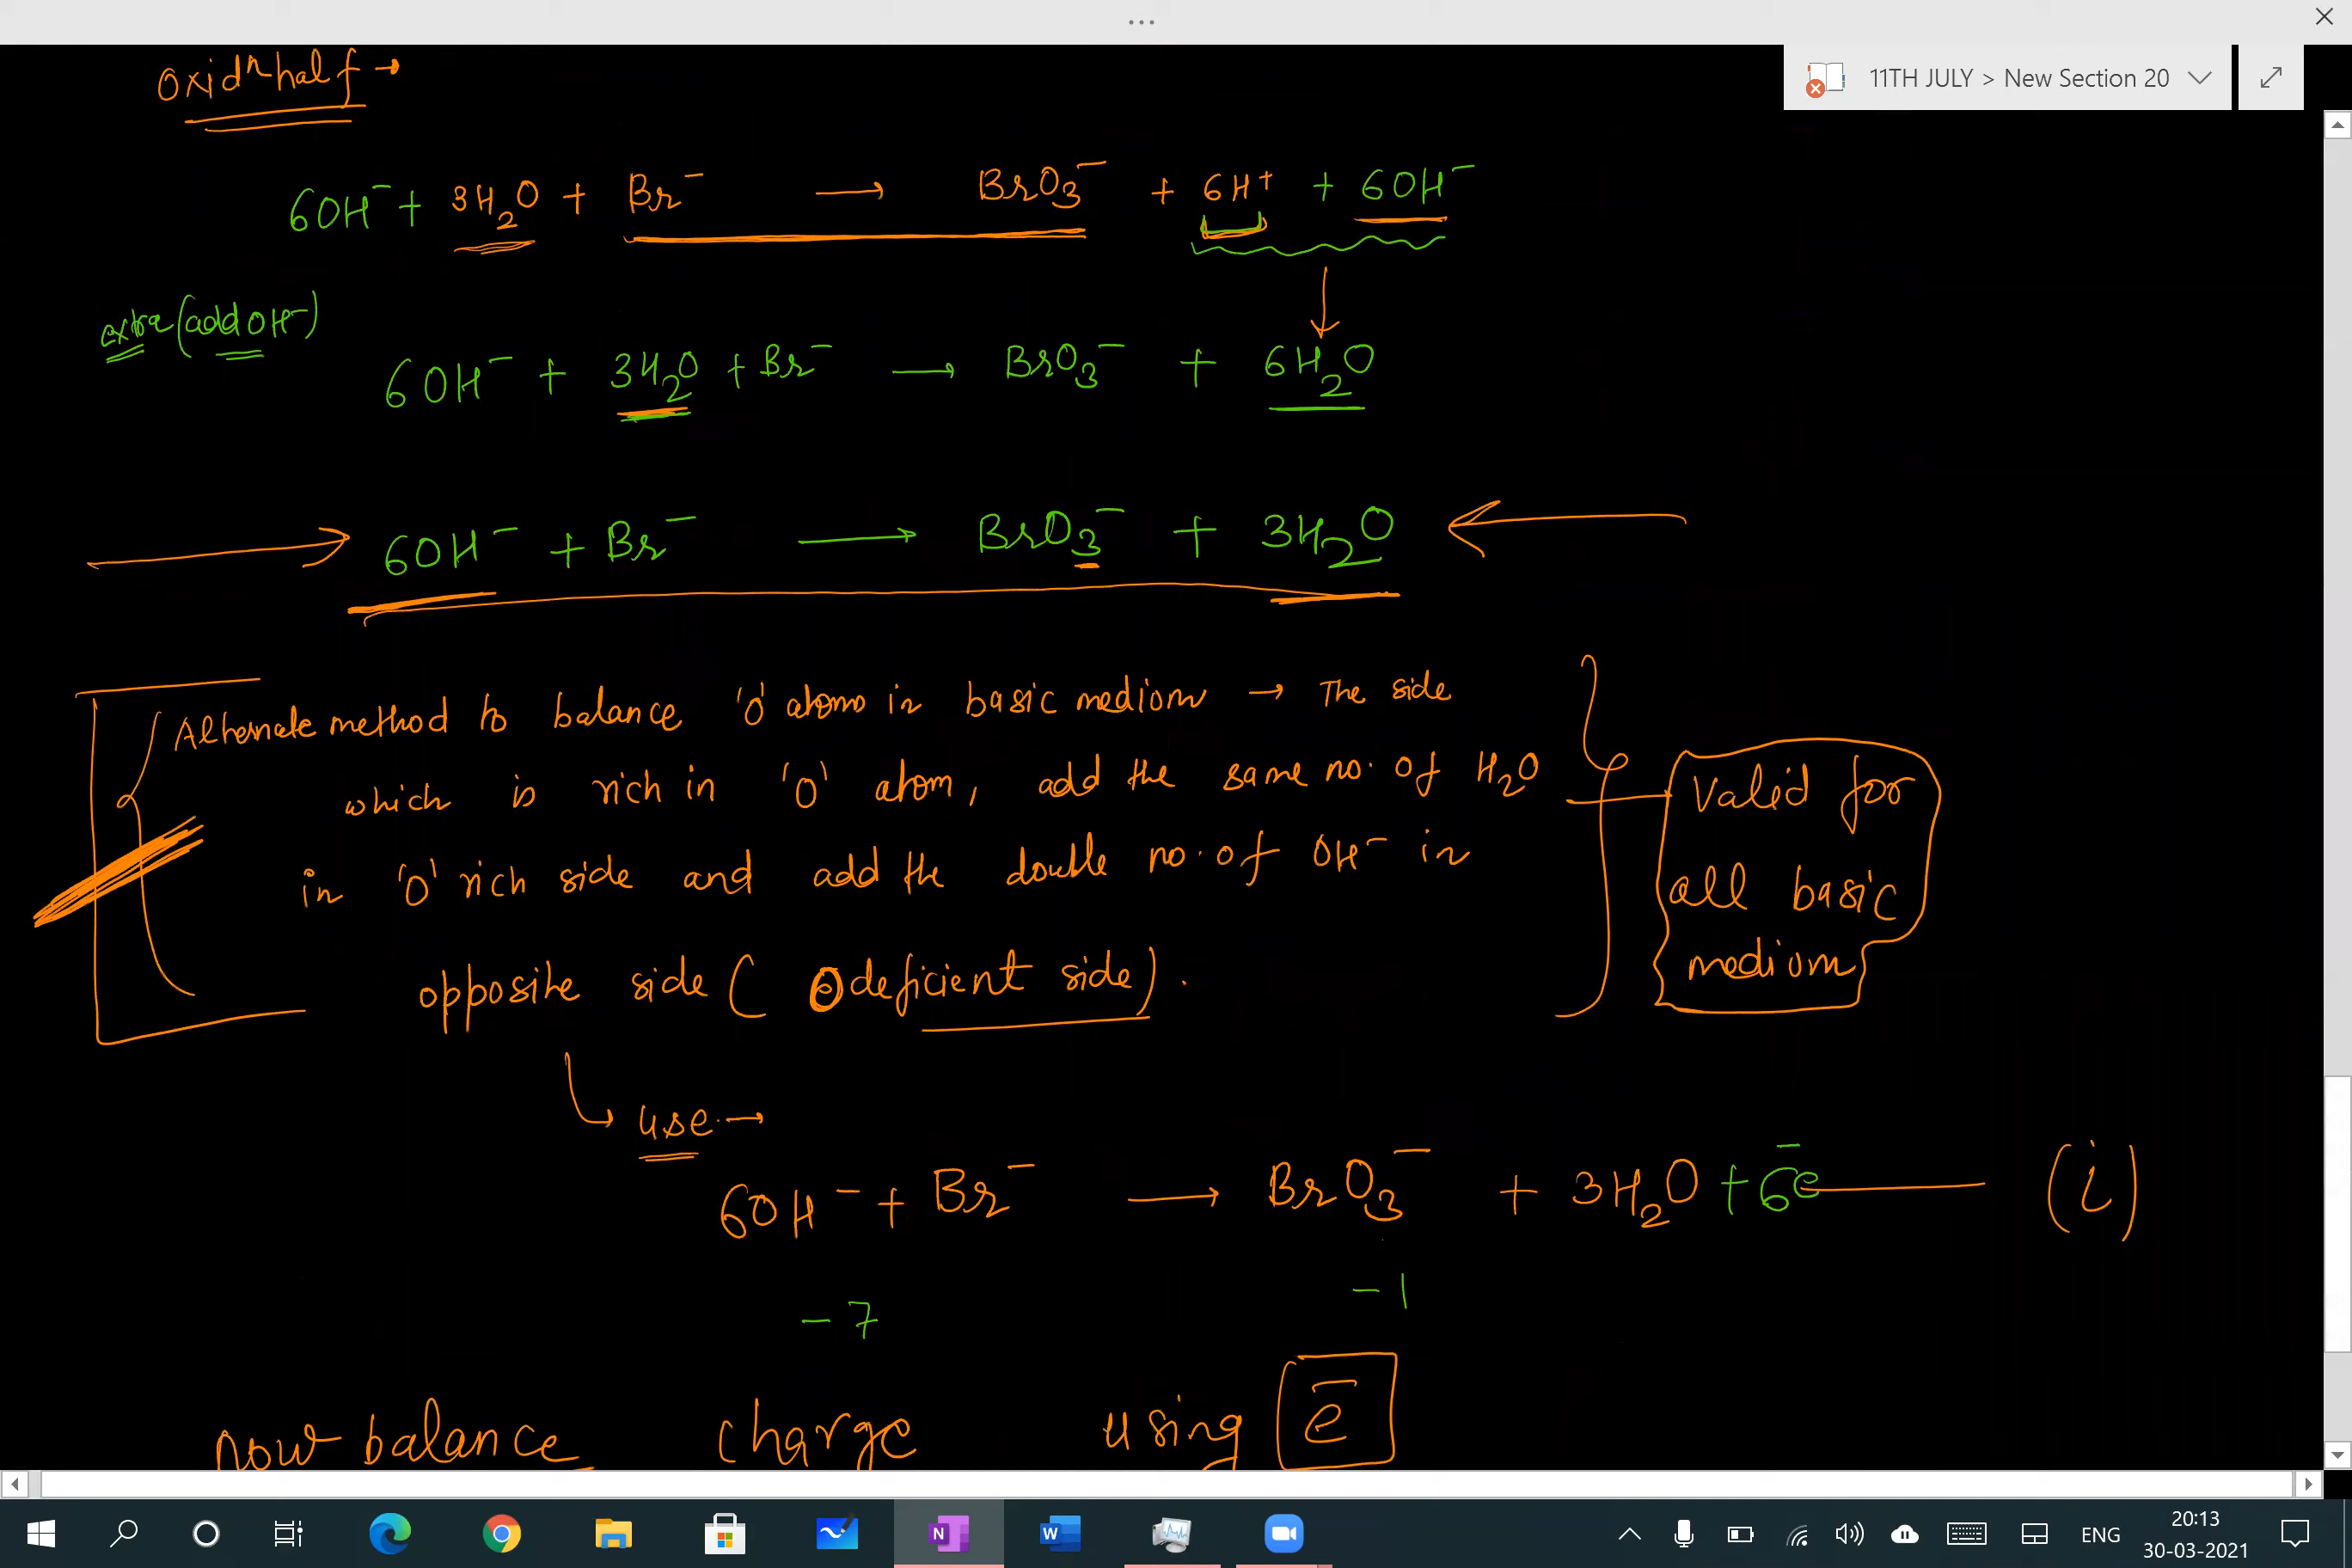 ...
11TH JULY > New Section 20
Oxidⁿ half →
6OH⁻ + 3H₂O + Br⁻ → BrO₃⁻ + 6H⁺ + 6OH⁻
extra (add OH⁻)
6OH⁻ + 3H₂O + Br⁻ → BrO₃⁻ + 6H₂O
6OH⁻ + Br⁻ → BrO₃⁻ + 3H₂O
Alternate method to balance 'O' atoms in basic medium → The side
which is rich in 'O' atom, add the same no. of H₂O
in 'O' rich side and add the double no. of OH⁻ in
opposite side (O deficient side).
Valid for
all basic
medium
use →
6OH⁻ + Br⁻ → BrO₃⁻ + 3H₂O + 6e⁻ — (i)
-7 -1
now balance charge using e⁻
ENG
20:13
30-03-2021